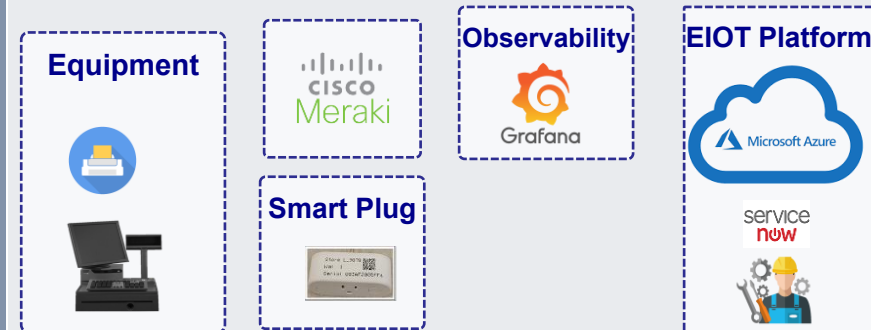 Equipment
CISCO
Meraki
Smart Plug
Observability
Grafana
EIOT Platform
Microsoft Azure
service
now